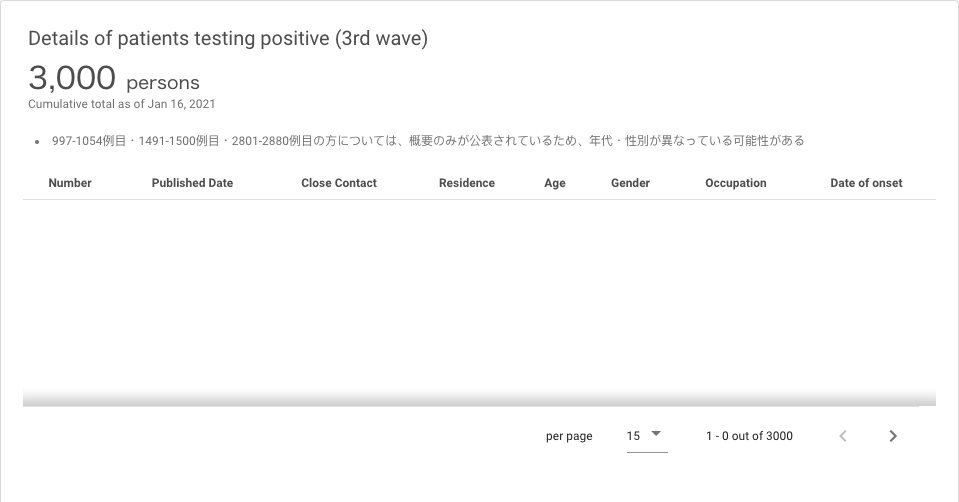 Details of patients testing positive (3rd wave)
3,000 persons
Cumulative total as of Jan 16, 2021
• 997-1054例目・1491-1500例目・2801-2880例目の方については、概要のみが公表されているため、年代・性別が異なっている可能性がある
Number Published Date Close Contact Residence Age Gender Occupation Date of onset
per page 15 1 - 0 out of 3000